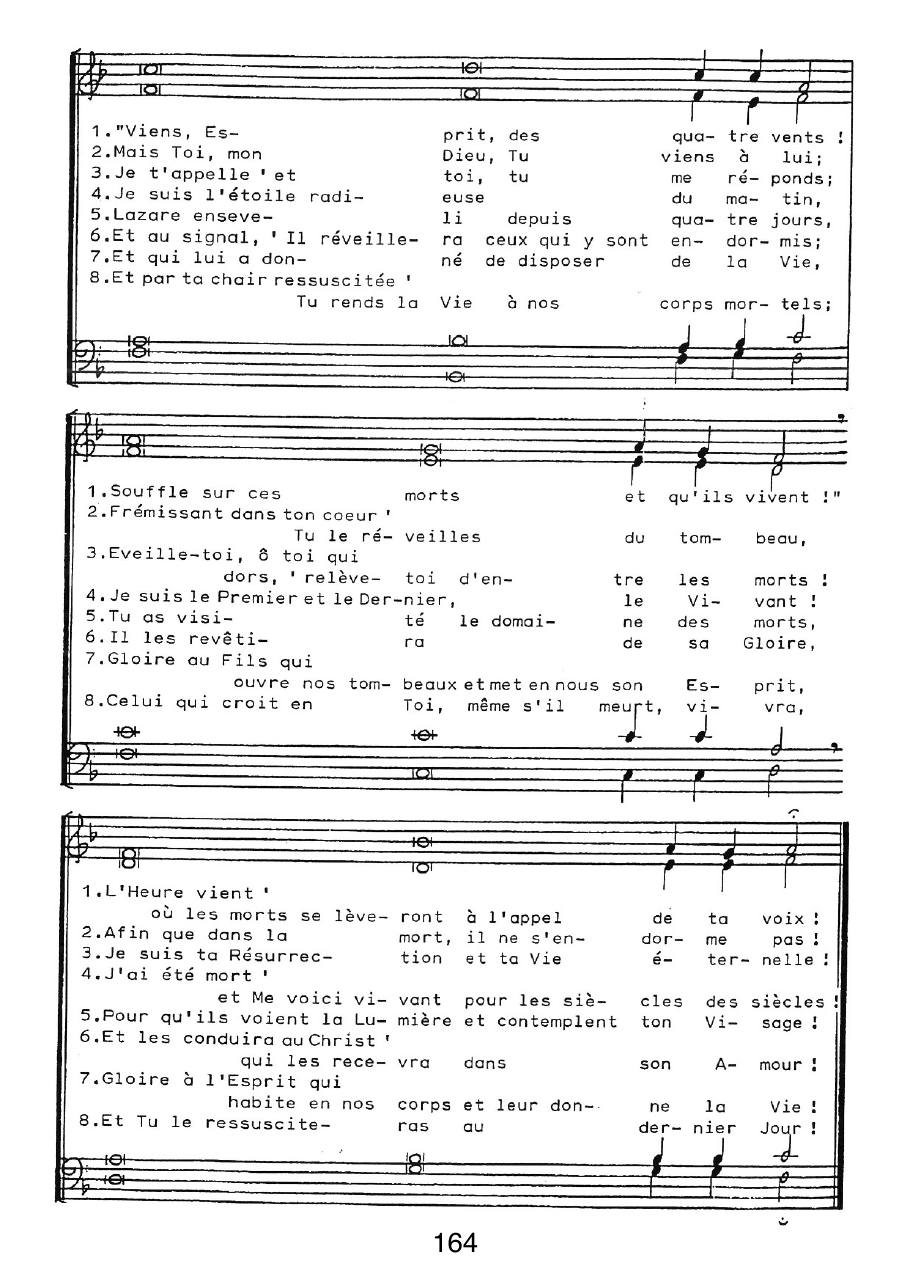 1."Viens, Es- prit, des qua- tre vents !
2.Mais Toi, mon Dieu, Tu viens à lui;
3.Je t'appelle ' et toi, tu me ré- ponds;
4.Je suis l'étoile radi- euse du ma- tin,
5.Lazare enseve- li depuis qua- tre jours,
6.Et au signal, ' Il réveille- ra ceux qui y sont en- dor- mis;
7.Et qui lui a don- né de disposer de la Vie,
8.Et par ta chair ressuscitée '
Tu rends la Vie à nos corps mor- tels;
1.Souffle sur ces morts et qu'ils vivent !"
2.Frémissant dans ton coeur '
Tu le ré- veilles du tom- beau,
3.Eveille-toi, ô toi qui
dors, ' relève- toi d'en- tre les morts !
4.Je suis le Premier et le Der-nier, le Vi- vant !
5.Tu as visi- té le domai- ne des morts,
6.Il les revêti- ra de sa Gloire,
7.Gloire au Fils qui
ouvre nos tom- beaux et met en nous son Es- prit,
8.Celui qui croit en Toi, même s'il meurt, vi- vra,
1.L'Heure vient '
où les morts se lève- ront à l'appel de ta voix !
2.Afin que dans la mort, il ne s'en- dor- me pas !
3.Je suis ta Résurrec- tion et ta Vie é- ter- nelle !
4.J'ai été mort '
et Me voici vi- vant pour les siè- cles des siècles !
5.Pour qu'ils voient la Lu- mière et contemplent ton Vi- sage !
6.Et les conduira au Christ '
qui les rece- vra dans son A- mour !
7.Gloire à l'Esprit qui
habite en nos corps et leur don- ne la Vie !
8.Et Tu le ressuscite- ras au der- nier Jour !
164